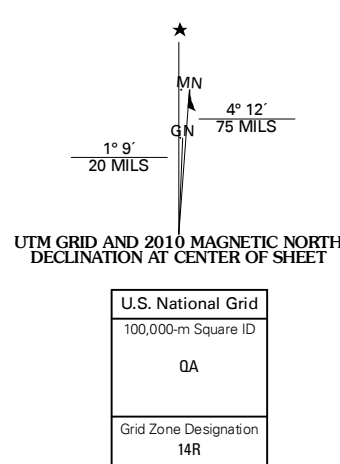 MN
4° 12´
75 MILS
GN
1° 9´
20 MILS
UTM GRID AND 2010 MAGNETIC NORTH
DECLINATION AT CENTER OF SHEET
U.S. National Grid
100,000-m Square ID
QA
Grid Zone Designation
14R